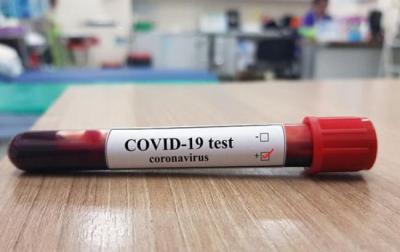 COVID-19 test
coronavirus
- ☐
+ ☑